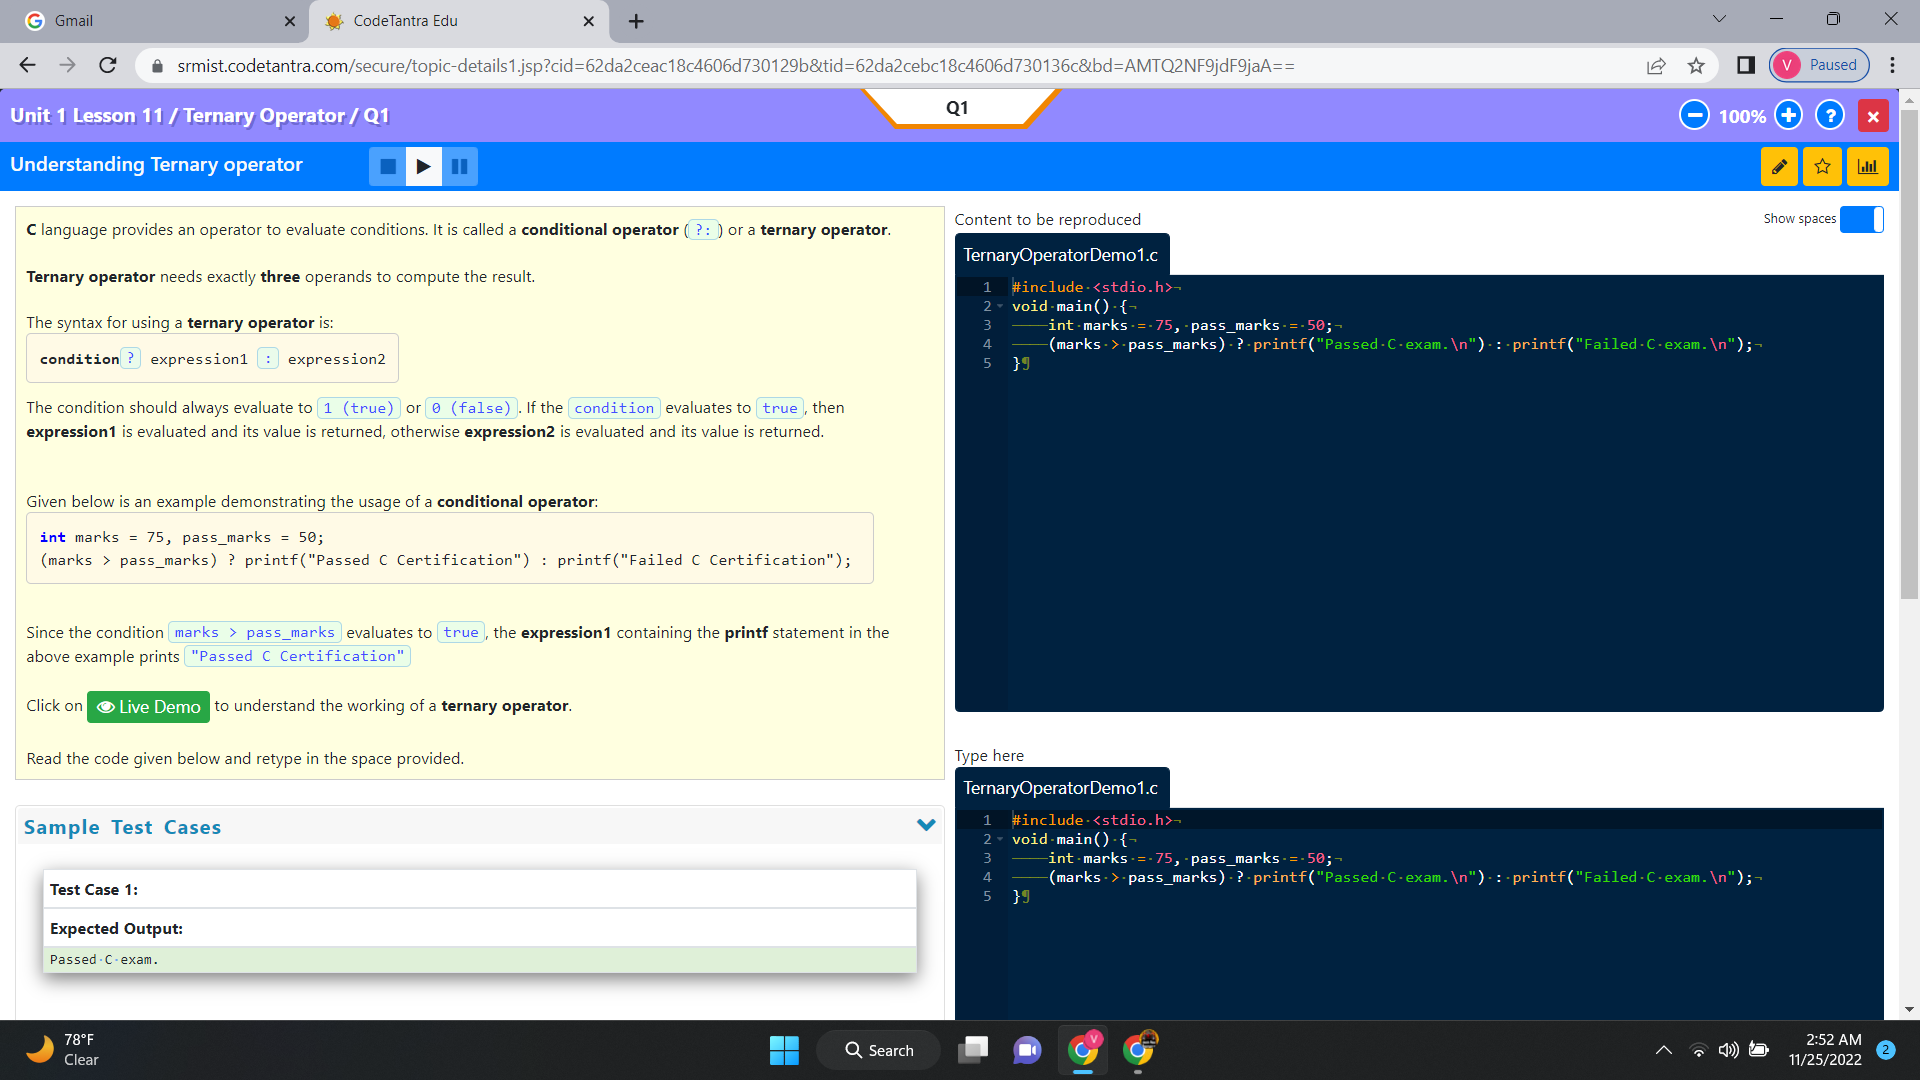 Gmail
CodeTantra Edu
srmist.codetantra.com/secure/topic-details1.jsp?cid=62da2ceac18c4606d730129b&tid=62da2cebc18c4606d730136c&bd=AMTQ2NF9jdF9jaA==
V Paused
Unit 1 Lesson 11 / Ternary Operator / Q1
Q1
100%
?
Understanding Ternary operator
C language provides an operator to evaluate conditions. It is called a conditional operator ( ?: ) or a ternary operator.
Ternary operator needs exactly three operands to compute the result.
The syntax for using a ternary operator is:
condition ? expression1 : expression2
The condition should always evaluate to 1 (true) or 0 (false) . If the condition evaluates to true , then
expression1 is evaluated and its value is returned, otherwise expression2 is evaluated and its value is returned.
Given below is an example demonstrating the usage of a conditional operator:
int marks = 75, pass_marks = 50;
(marks > pass_marks) ? printf("Passed C Certification") : printf("Failed C Certification");
Since the condition marks > pass_marks evaluates to true , the expression1 containing the printf statement in the
above example prints "Passed C Certification"
Click on Live Demo to understand the working of a ternary operator.
Read the code given below and retype in the space provided.
Sample Test Cases
Test Case 1:
Expected Output:
Passed·C·exam.
Content to be reproduced
Show spaces
TernaryOperatorDemo1.c
1 #include·<stdio.h>¬
2 void·main()·{¬
3 ————int·marks·=·75,·pass_marks·=·50;¬
4 ————(marks·>·pass_marks)·?·printf("Passed·C·exam.\n")·:·printf("Failed·C·exam.\n");¬
5 }¶
Type here
TernaryOperatorDemo1.c
1 #include·<stdio.h>¬
2 void·main()·{¬
3 ————int·marks·=·75,·pass_marks·=·50;¬
4 ————(marks·>·pass_marks)·?·printf("Passed·C·exam.\n")·:·printf("Failed·C·exam.\n");¬
5 }¶
78°F
Clear
Search
V
2:52 AM
11/25/2022
2